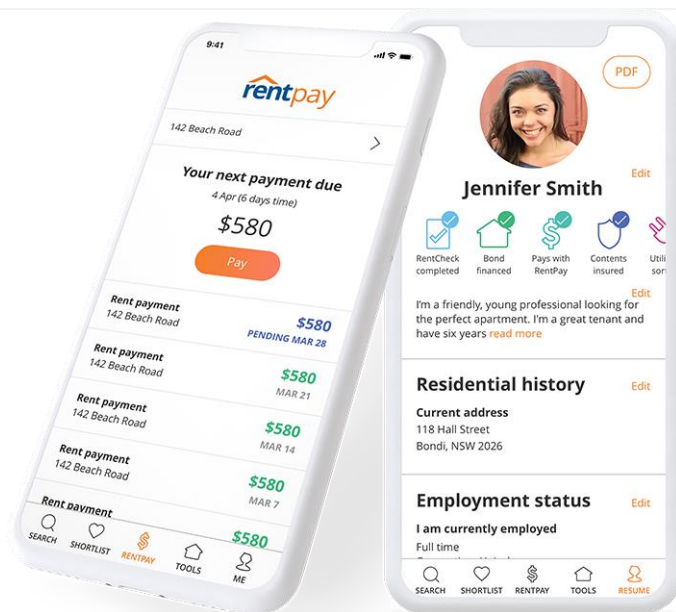 9:41
rentpay
142 Beach Road
Your next payment due
4 Apr (6 days time)
$580
Pay
Rent payment
142 Beach Road
$580
PENDING MAR 28
Rent payment
142 Beach Road
$580
MAR 21
Rent payment
142 Beach Road
$580
MAR 14
Rent payment
142 Beach Road
$580
MAR 7
Rent payment
$580
SEARCH
SHORTLIST
RENTPAY
TOOLS
ME
PDF
Edit
Jennifer Smith
RentCheck
completed
Bond
financed
Pays with
RentPay
Contents
insured
Edit
I'm a friendly, young professional looking for
the perfect apartment. I'm a great tenant and
have six years read more
Residential history
Edit
Current address
118 Hall Street
Bondi, NSW 2026
Employment status
Edit
I am currently employed
Full time
SEARCH
SHORTLIST
RENTPAY
TOOLS
RESUME